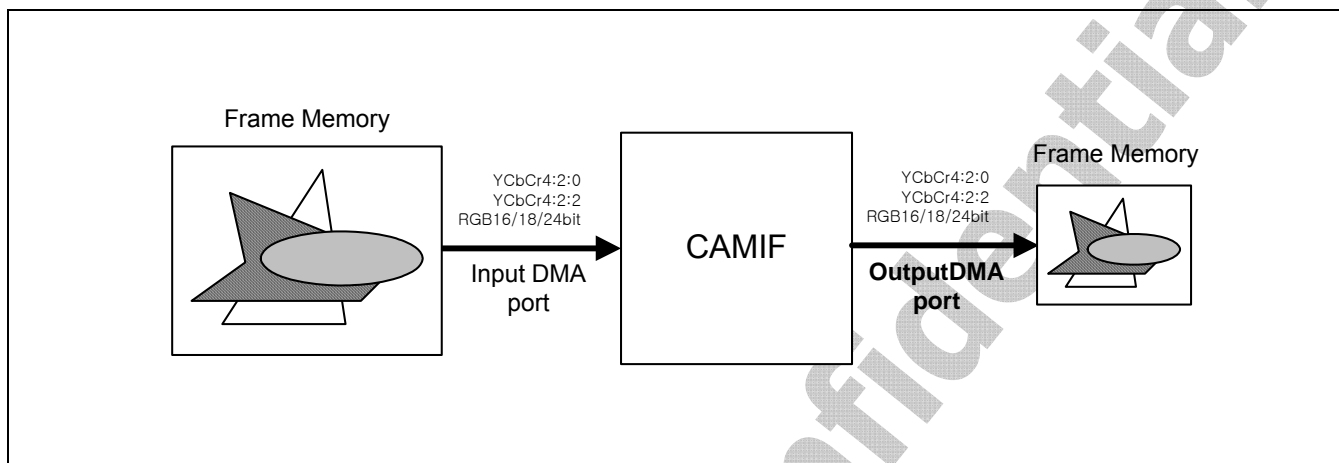 Frame Memory
YCbCr4:2:0
YCbCr4:2:2
RGB16/18/24bit
Input DMA
port
CAMIF
YCbCr4:2:0
YCbCr4:2:2
RGB16/18/24bit
OutputDMA
port
Frame Memory